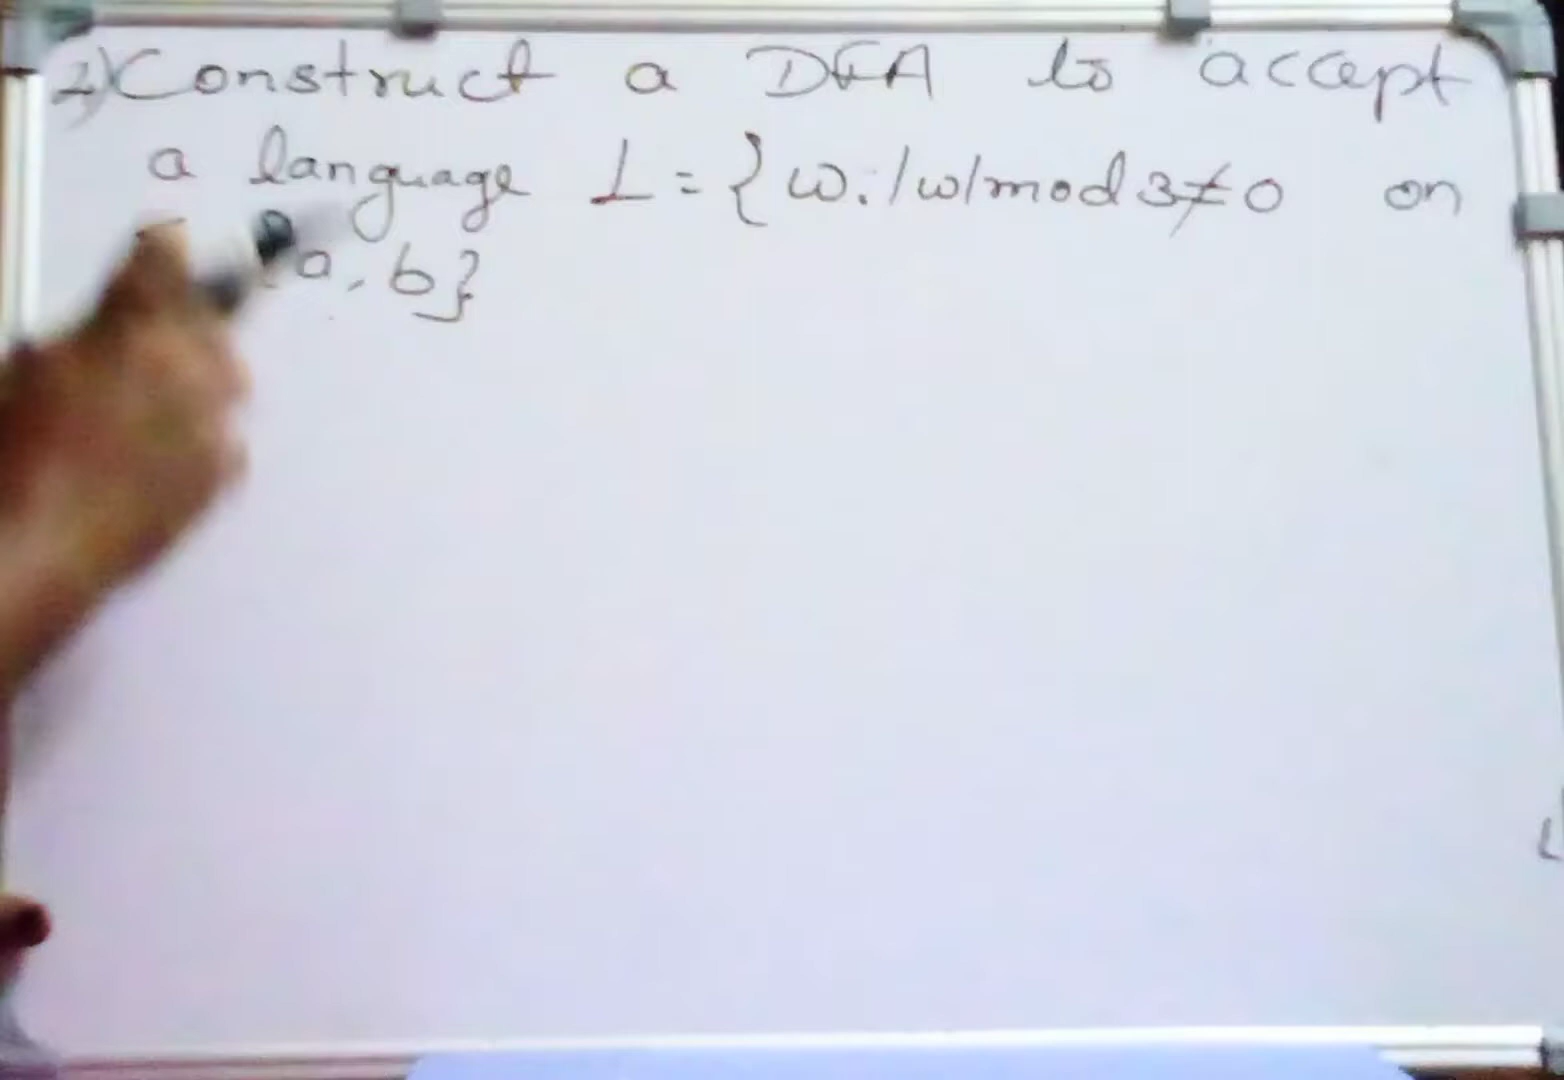 2) Construct a DFA to accept
a language L = { w : |w| mod 3 ≠ 0 on
{a, b}